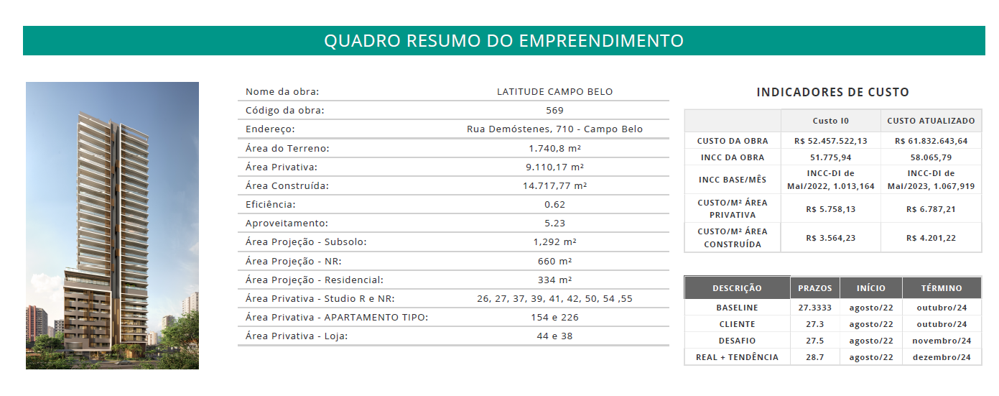 QUADRO RESUMO DO EMPREENDIMENTO
Nome da obra: LATITUDE CAMPO BELO
Código da obra: 569
Endereço: Rua Demóstenes, 710 - Campo Belo
Área do Terreno: 1.740,8 m²
Área Privativa: 9.110,17 m²
Área Construída: 14.717,77 m²
Eficiência: 0.62
Aproveitamento: 5.23
Área Projeção - Subsolo: 1,292 m²
Área Projeção - NR: 660 m²
Área Projeção - Residencial: 334 m²
Área Privativa - Studio R e NR: 26, 27, 37, 39, 41, 42, 50, 54 ,55
Área Privativa - APARTAMENTO TIPO: 154 e 226
Área Privativa - Loja: 44 e 38
INDICADORES DE CUSTO
Custo I0 CUSTO ATUALIZADO
CUSTO DA OBRA R$ 52.457.522,13 R$ 61.832.643,64
INCC DA OBRA 51.775,94 58.065,79
INCC BASE/MÊS INCC-DI de Mai/2022, 1.013,164 INCC-DI de Mai/2023, 1.067,919
CUSTO/M² ÁREA PRIVATIVA R$ 5.758,13 R$ 6.787,21
CUSTO/M² ÁREA CONSTRUÍDA R$ 3.564,23 R$ 4.201,22
DESCRIÇÃO PRAZOS INÍCIO TÉRMINO
BASELINE 27.3333 agosto/22 outubro/24
CLIENTE 27.3 agosto/22 outubro/24
DESAFIO 27.5 agosto/22 novembro/24
REAL + TENDÊNCIA 28.7 agosto/22 dezembro/24